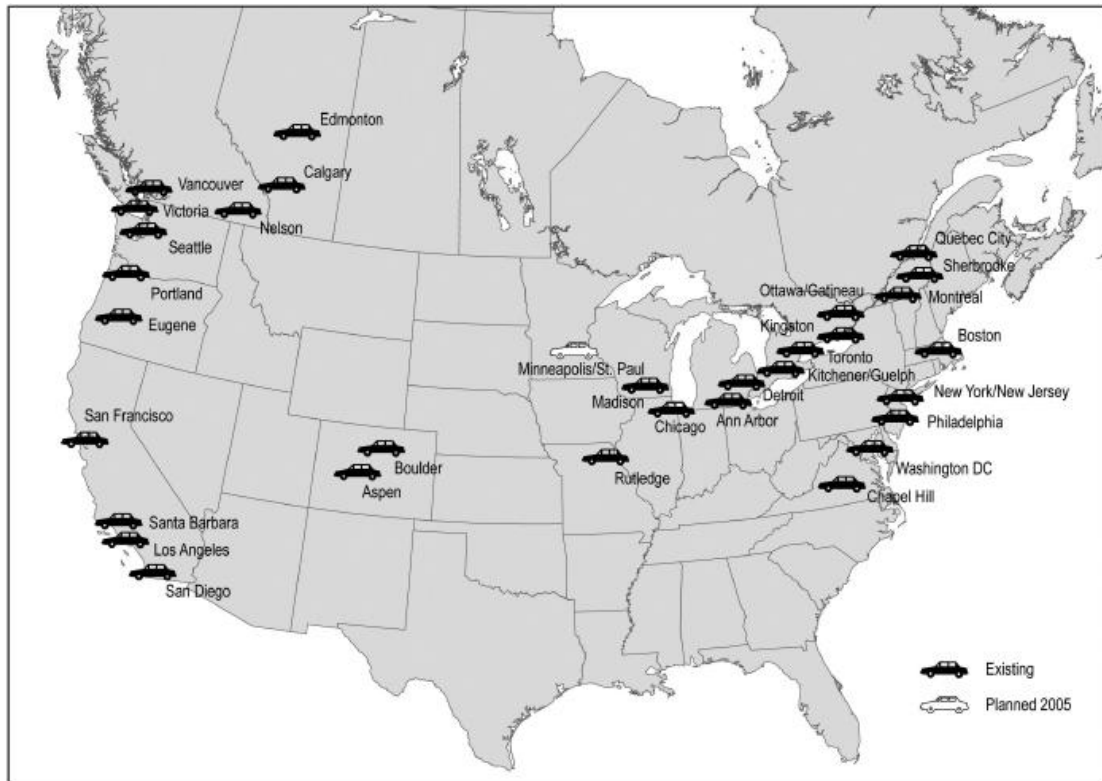 Edmonton
Calgary
Vancouver
Victoria
Nelson
Seattle
Portland
Eugene
Quebec City
Sherbrooke
Ottawa/Gatineau
Montreal
Kingston
Boston
Toronto
Minneapolis/St. Paul
Kitchener/Guelph
Madison
Detroit
New York/New Jersey
Chicago
Ann Arbor
San Francisco
Philadelphia
Boulder
Rutledge
Washington DC
Aspen
Chapel Hill
Santa Barbara
Los Angeles
San Diego
Existing
Planned 2005